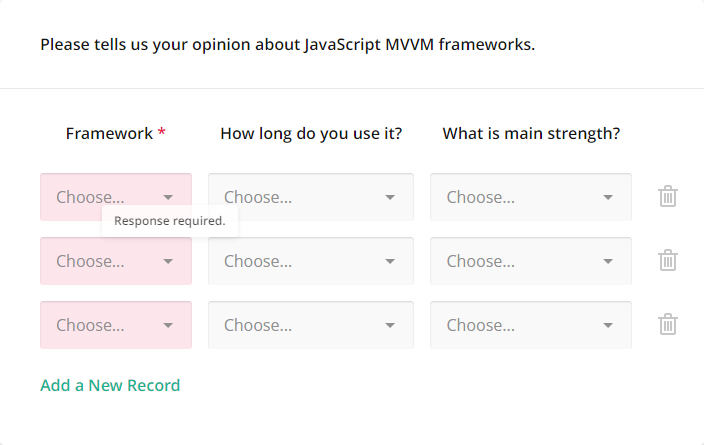 Please tells us your opinion about JavaScript MVVM frameworks.
Framework * How long do you use it? What is main strength?
Choose... Choose... Choose...
Response required.
Choose... Choose... Choose...
Choose... Choose... Choose...
Add a New Record